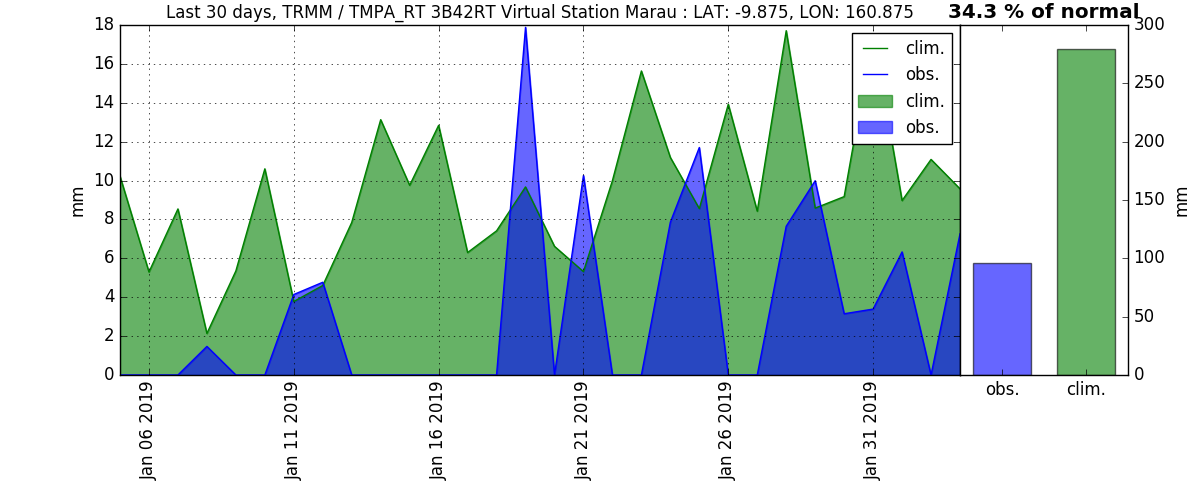 Last 30 days, TRMM / TMPA_RT 3B42RT Virtual Station Marau : LAT: -9.875, LON: 160.875
34.3 % of normal
18
16
14
12
10
8
6
4
2
0
mm
clim.
obs.
clim.
obs.
300
250
200
150
100
50
0
mm
Jan 06 2019
Jan 11 2019
Jan 16 2019
Jan 21 2019
Jan 26 2019
Jan 31 2019
obs.
clim.